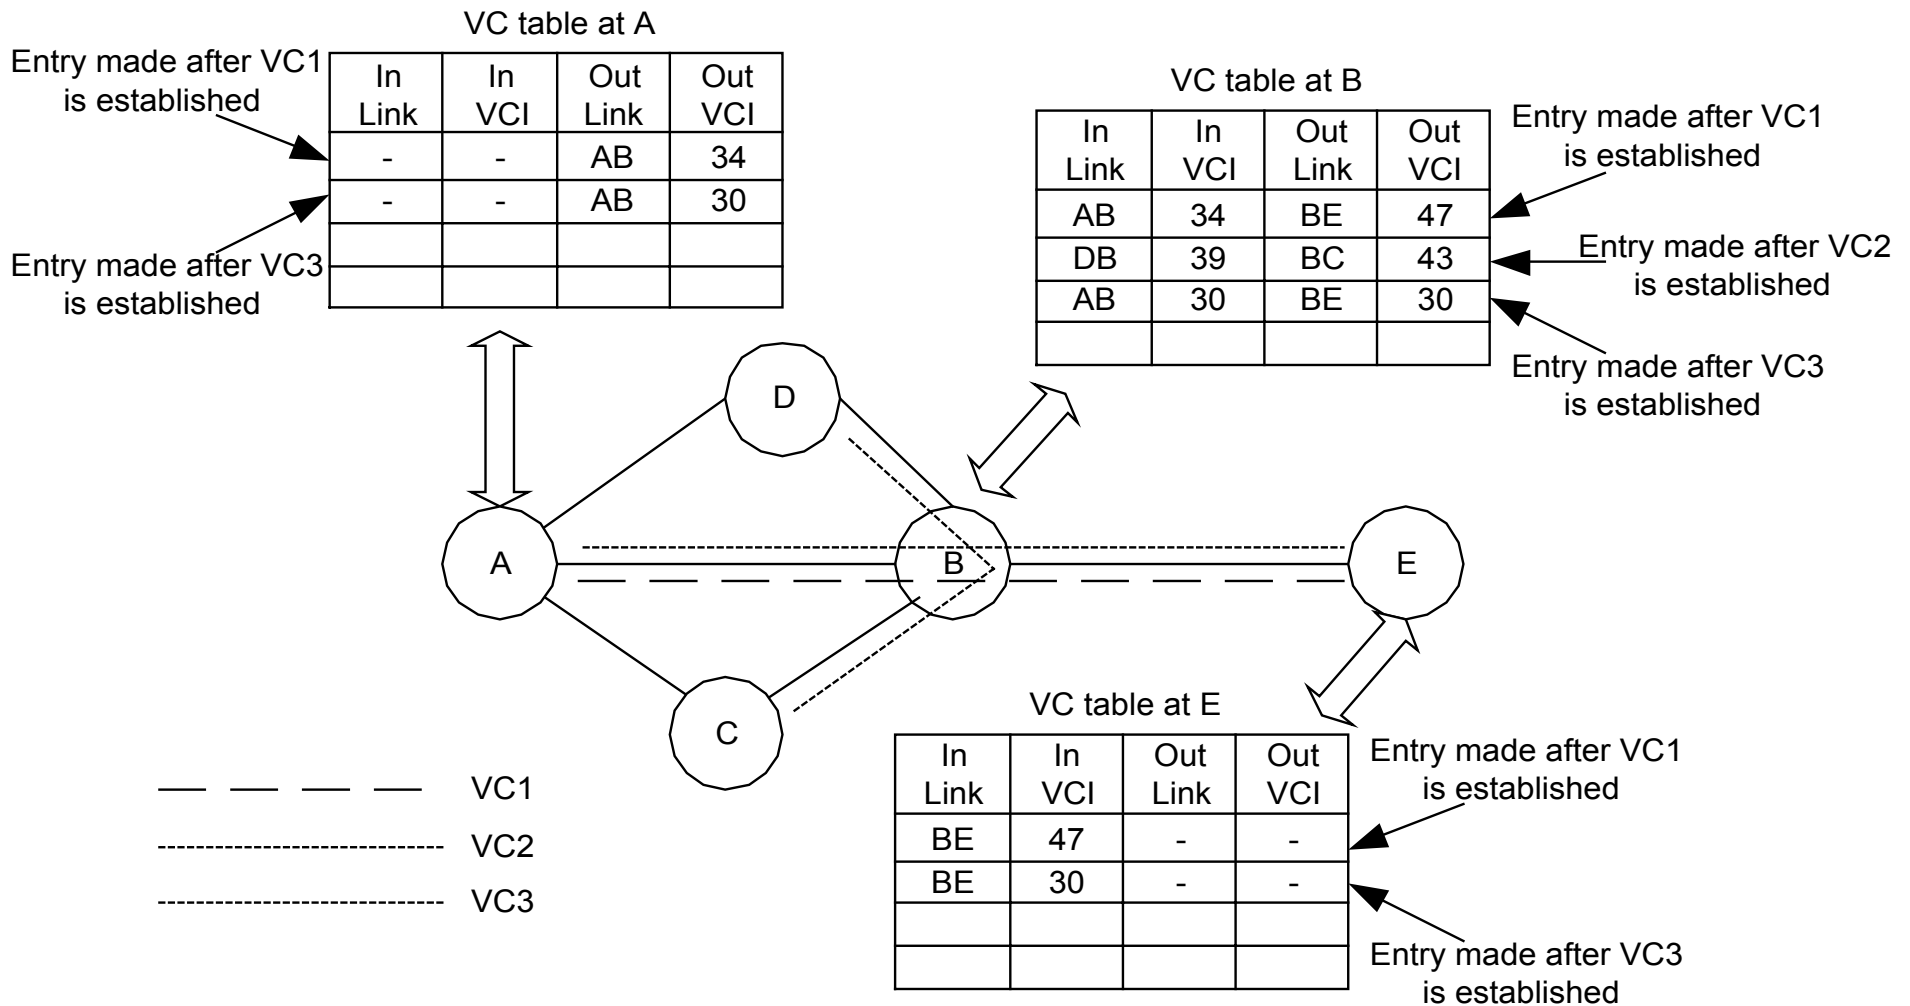 VC table at A
Entry made after VC1
is established
In Link In VCI Out Link Out VCI
- - AB 34
- - AB 30
Entry made after VC3
is established
VC table at B
In Link In VCI Out Link Out VCI
AB 34 BE 47
DB 39 BC 43
AB 30 BE 30
Entry made after VC1
is established
Entry made after VC2
is established
Entry made after VC3
is established
D
A
B
E
C
VC1
VC2
VC3
VC table at E
In Link In VCI Out Link Out VCI
BE 47 - -
BE 30 - -
Entry made after VC1
is established
Entry made after VC3
is established